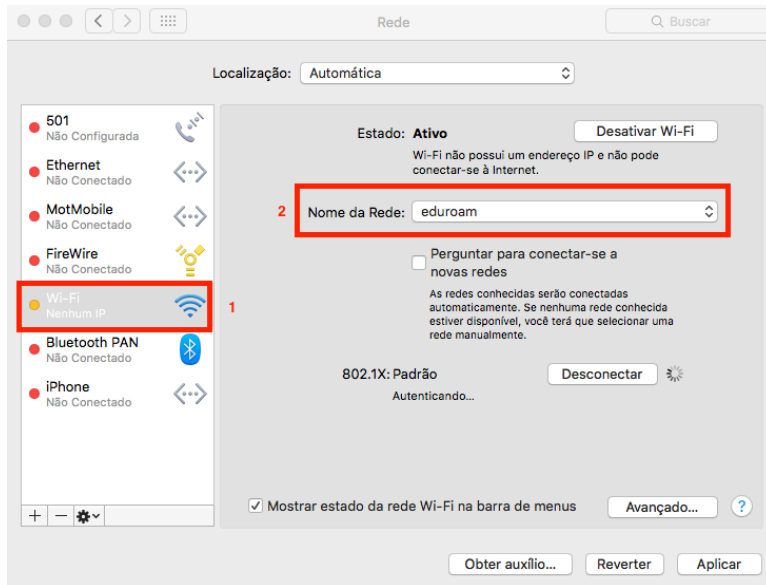 Rede
Buscar
Localização: Automática
501
Não Configurada
Ethernet
Não Conectado
MotMobile
Não Conectado
FireWire
Não Conectado
Wi-Fi
Nenhum IP
1
Bluetooth PAN
Não Conectado
iPhone
Não Conectado
Estado: Ativo
Desativar Wi-Fi
Wi-Fi não possui um endereço IP e não pode
conectar-se à Internet.
2 Nome da Rede: eduroam
Perguntar para conectar-se a
novas redes
As redes conhecidas serão conectadas
automaticamente. Se nenhuma rede conhecida
estiver disponível, você terá que selecionar uma
rede manualmente.
802.1X: Padrão
Desconectar
Autenticando...
Mostrar estado da rede Wi-Fi na barra de menus
Avançado...
?
Obter auxílio...
Reverter
Aplicar